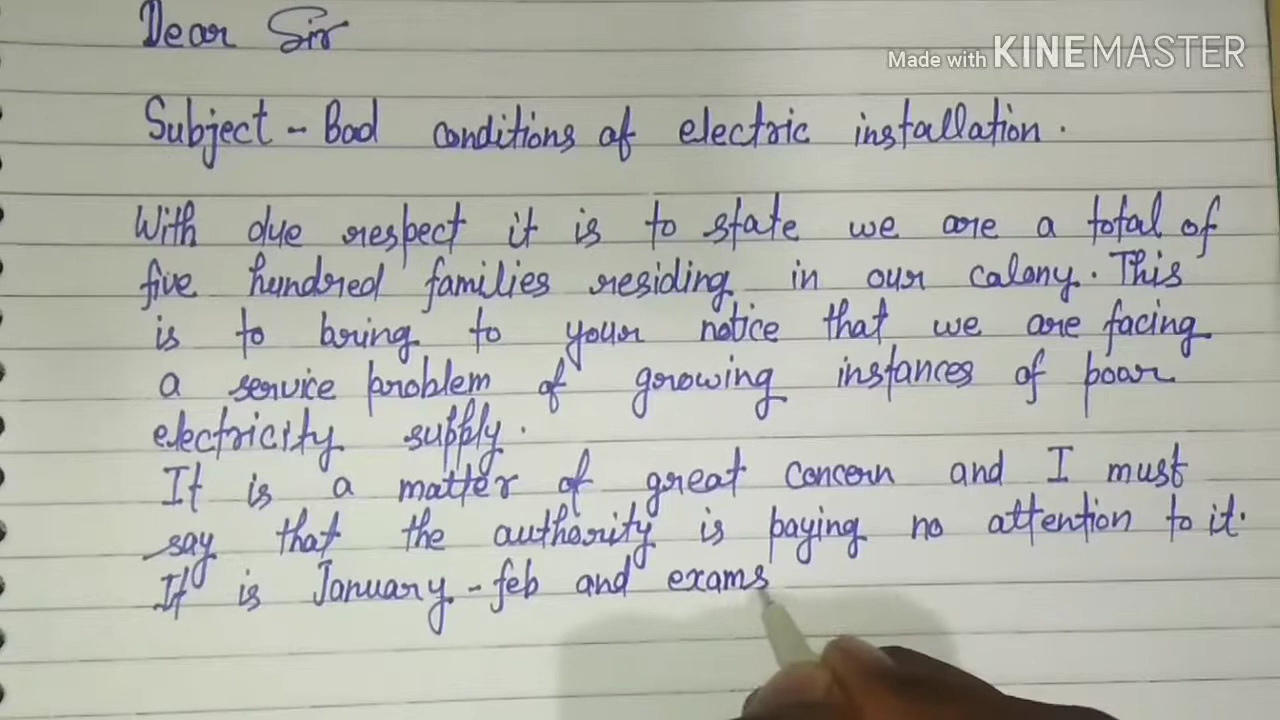 Dear Sir
Made with KINEMASTER
Subject - Bad conditions of electric installation.
With due respect it is to state we are a total of
five hundred families residing in our colony. This
is to bring to your notice that we are facing
a service problem of growing instances of poor
electricity supply.
It is a matter of great concern and I must
say that the authority is paying no attention to it.
It is January - feb and exams